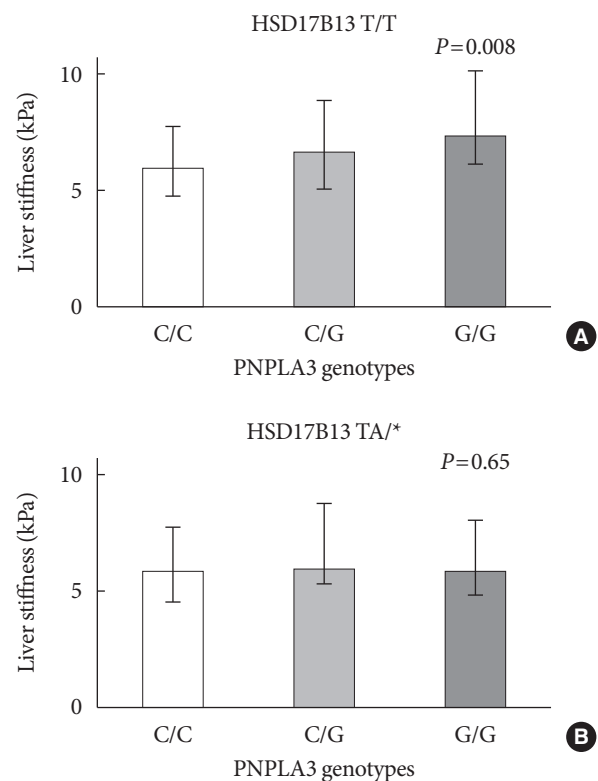 HSD17B13 T/T
P=0.008
10
5
0
Liver stiffness (kPa)
C/C C/G G/G
PNPLA3 genotypes
A
HSD17B13 TA/*
P=0.65
10
5
0
Liver stiffness (kPa)
C/C C/G G/G
PNPLA3 genotypes
B